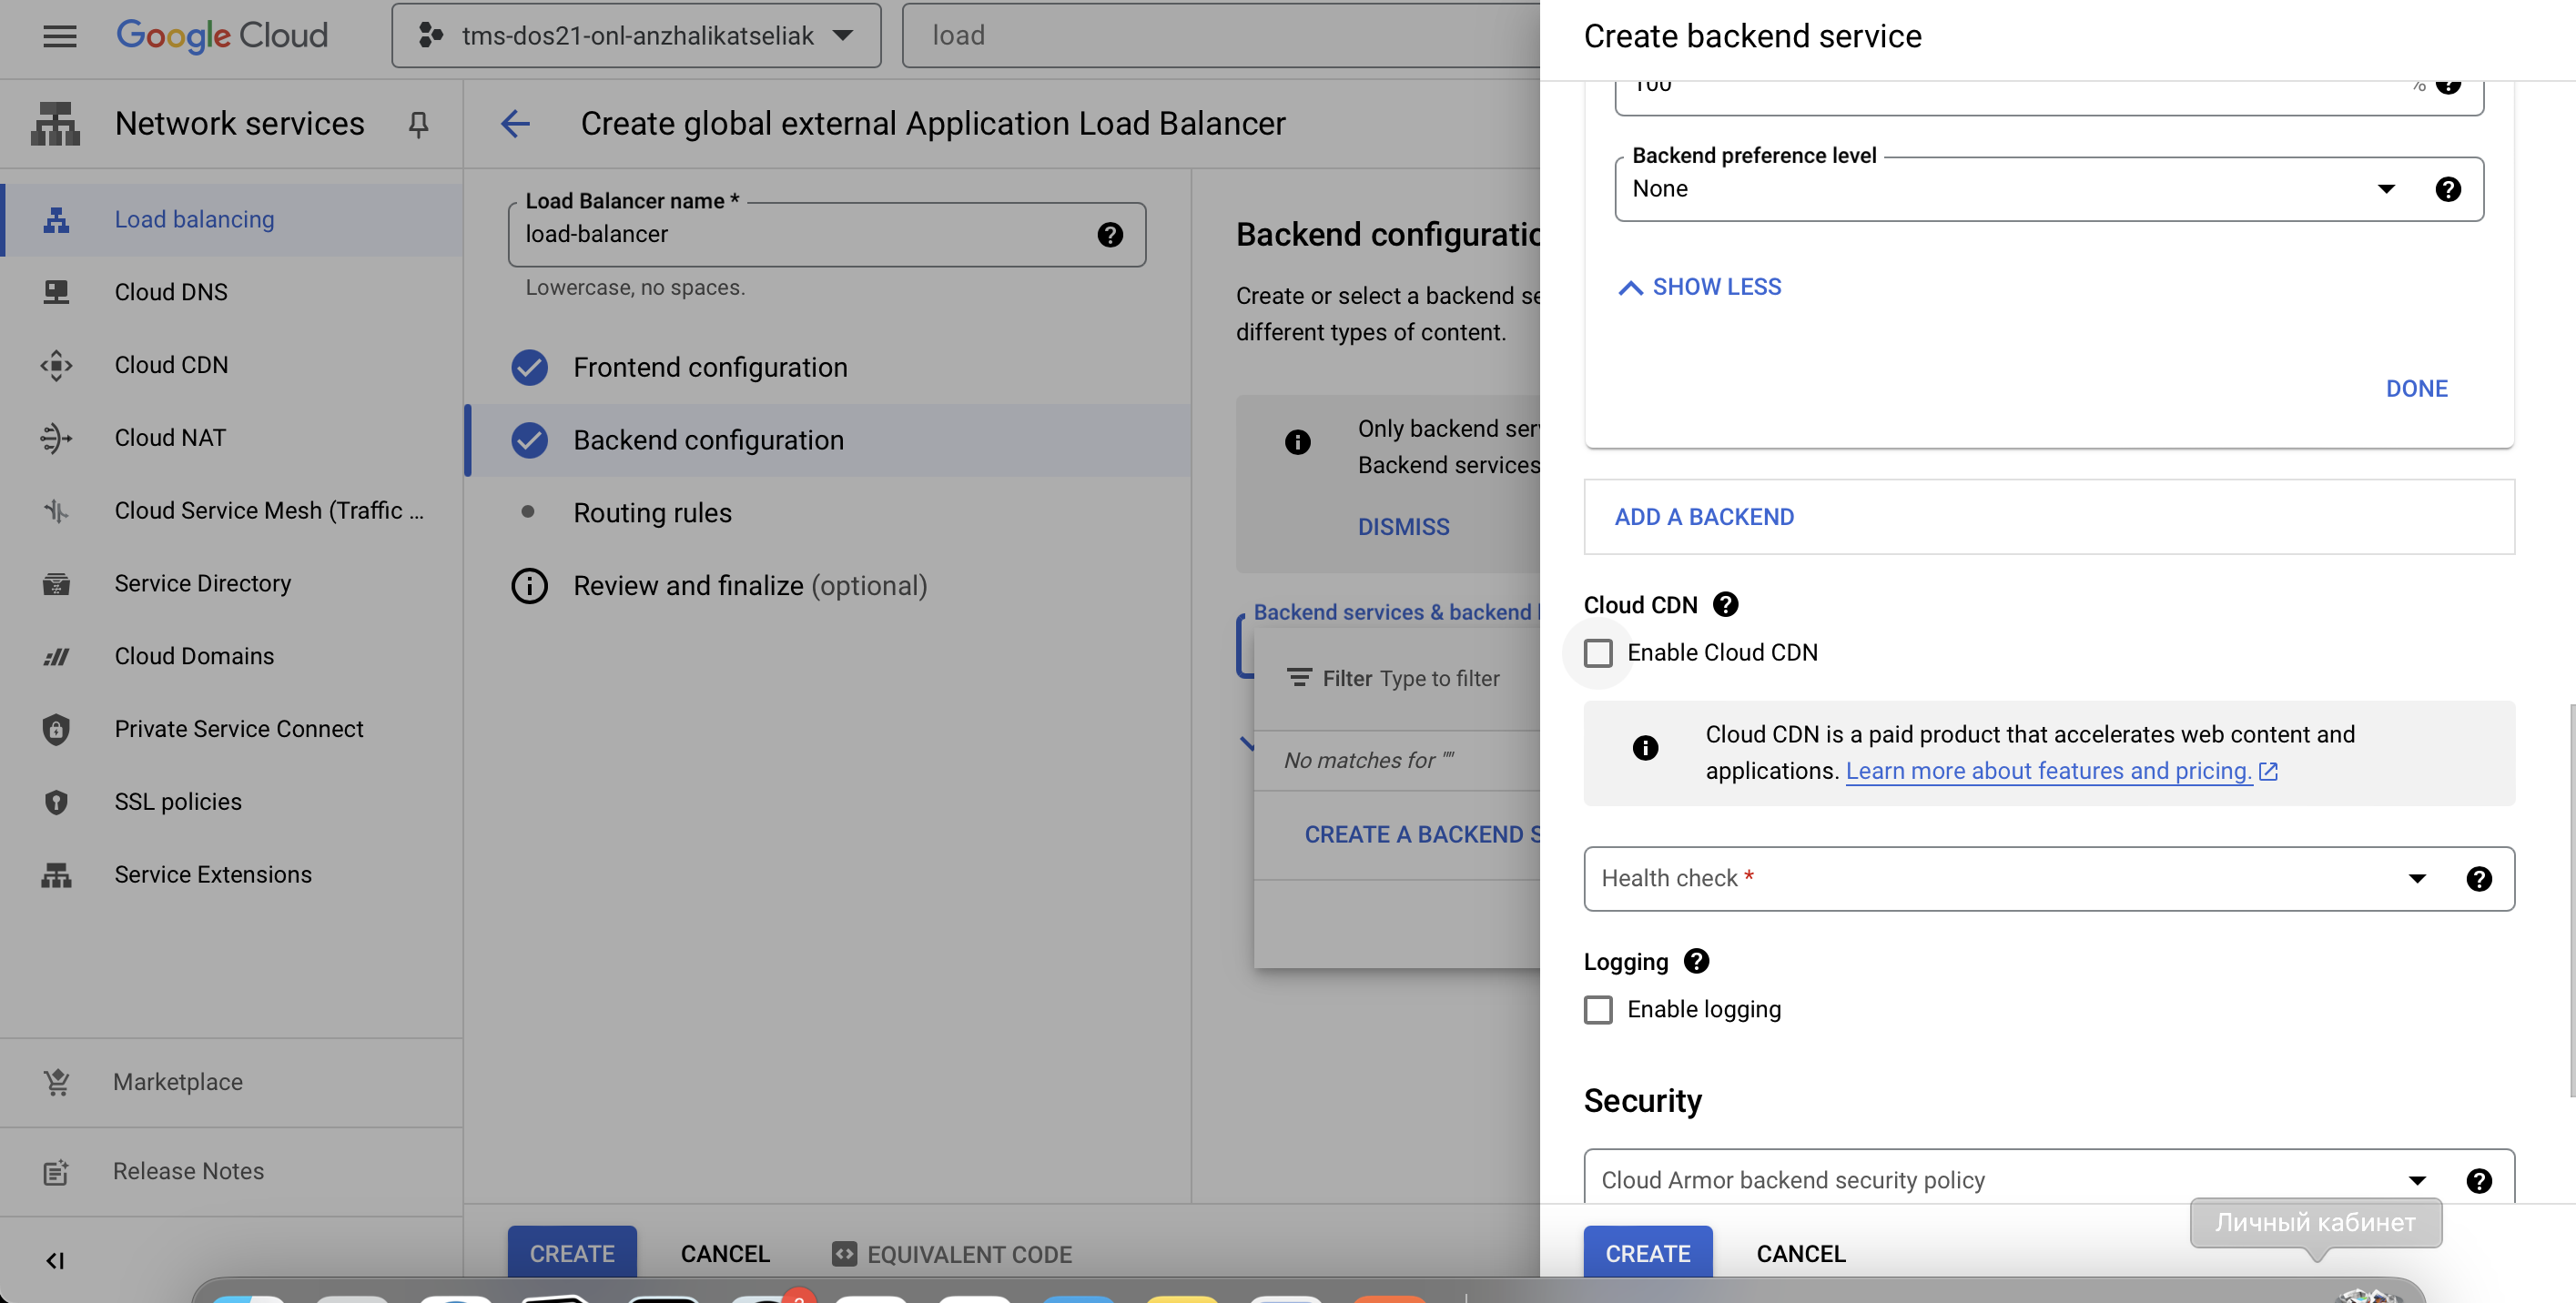 Google Cloud
tms-dos21-onl-anzhalikatseliak
load
Network services
Load balancing
Cloud DNS
Cloud CDN
Cloud NAT
Cloud Service Mesh (Traffic ...
Service Directory
Cloud Domains
Private Service Connect
SSL policies
Service Extensions
Marketplace
Release Notes
Create global external Application Load Balancer
Load Balancer name *
load-balancer
Lowercase, no spaces.
Frontend configuration
Backend configuration
Routing rules
Review and finalize (optional)
CREATE
CANCEL
EQUIVALENT CODE
Backend configuratio
Create or select a backend se
different types of content.
Only backend ser
Backend services
DISMISS
Backend services & backend
Filter Type to filter
No matches for ""
CREATE A BACKEND S
Create backend service
100 %
Backend preference level
None
SHOW LESS
DONE
ADD A BACKEND
Cloud CDN
Enable Cloud CDN
Cloud CDN is a paid product that accelerates web content and
applications. Learn more about features and pricing.
Health check *
Logging
Enable logging
Security
Cloud Armor backend security policy
CREATE
CANCEL
Личный кабинет